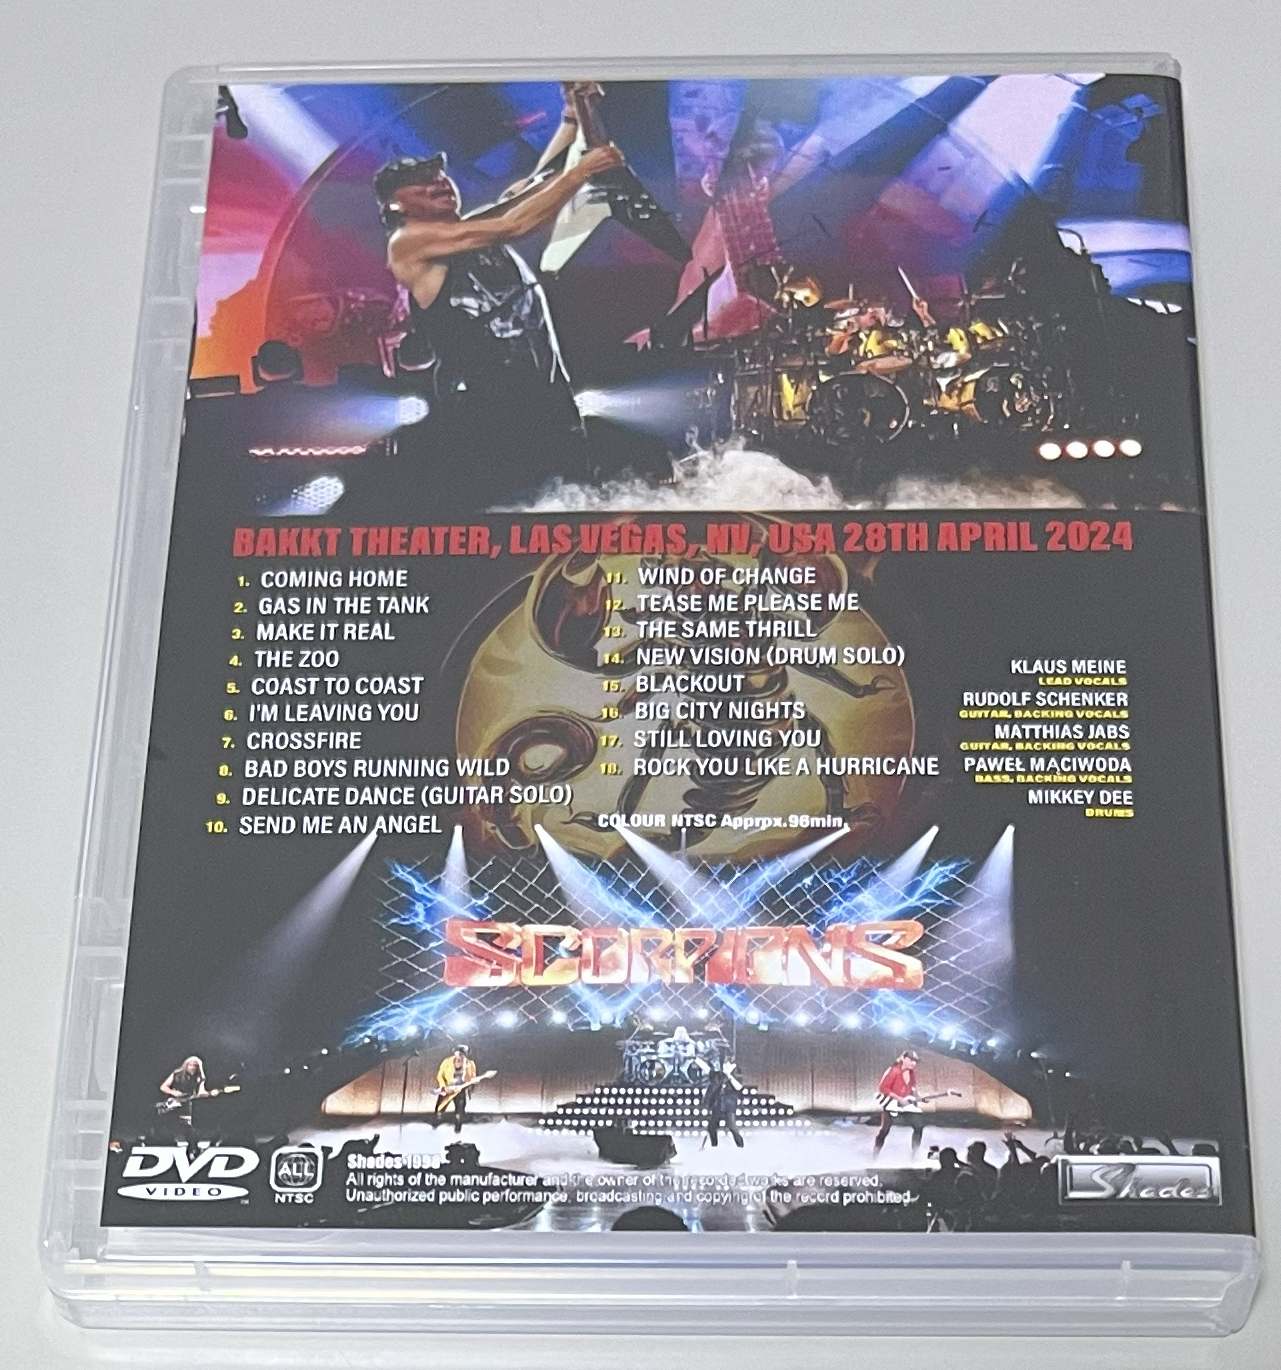 BAKKT THEATER, LAS VEGAS, NV, USA 28TH APRIL 2024
1. COMING HOME
2. GAS IN THE TANK
3. MAKE IT REAL
4. THE ZOO
5. COAST TO COAST
6. I'M LEAVING YOU
7. CROSSFIRE
8. BAD BOYS RUNNING WILD
9. DELICATE DANCE (GUITAR SOLO)
10. SEND ME AN ANGEL
11. WIND OF CHANGE
12. TEASE ME PLEASE ME
13. THE SAME THRILL
14. NEW VISION (DRUM SOLO)
15. BLACKOUT
16. BIG CITY NIGHTS
17. STILL LOVING YOU
18. ROCK YOU LIKE A HURRICANE
COLOUR NTSC Apprpx.96min.
KLAUS MEINE
LEAD VOCALS
RUDOLF SCHENKER
GUITAR, BACKING VOCALS
MATTHIAS JABS
GUITAR, BACKING VOCALS
PAWEŁ MĄCIWODA
BASS, BACKING VOCALS
MIKKEY DEE
DRUMS
SCORPIONS
DVD
VIDEO
ALL
NTSC
Shades 1998
All rights of the manufacturer and the owner of the recorded works are reserved.
Unauthorized public performance, broadcasting and copying of the record prohibited.
Shades